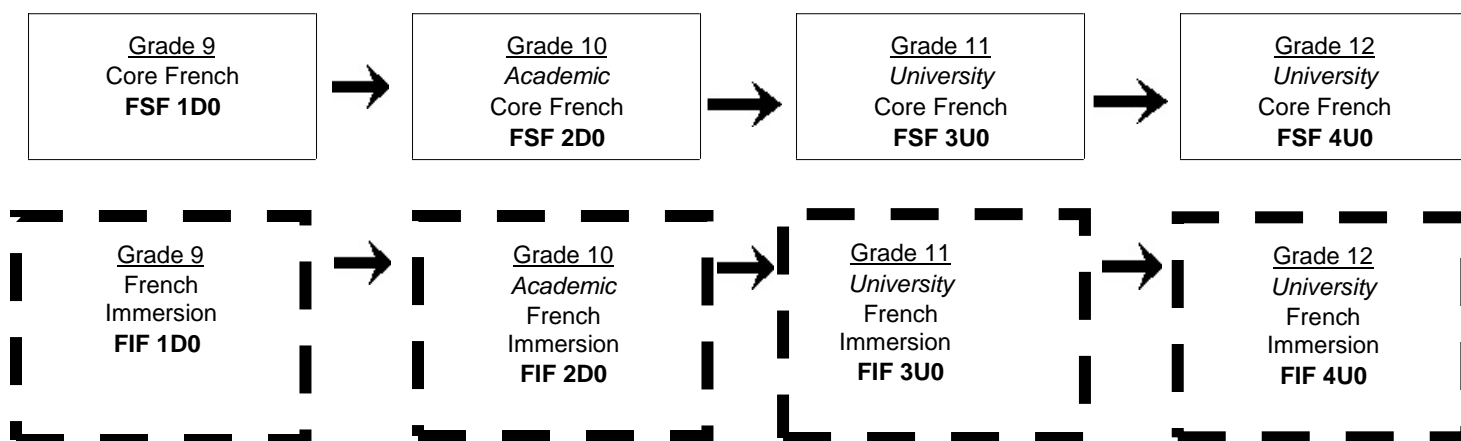 Grade 9
Core French
FSF 1D0
Grade 10
Academic
Core French
FSF 2D0
Grade 11
University
Core French
FSF 3U0
Grade 12
University
Core French
FSF 4U0
Grade 9
French
Immersion
FIF 1D0
Grade 10
Academic
French
Immersion
FIF 2D0
Grade 11
University
French
Immersion
FIF 3U0
Grade 12
University
French
Immersion
FIF 4U0